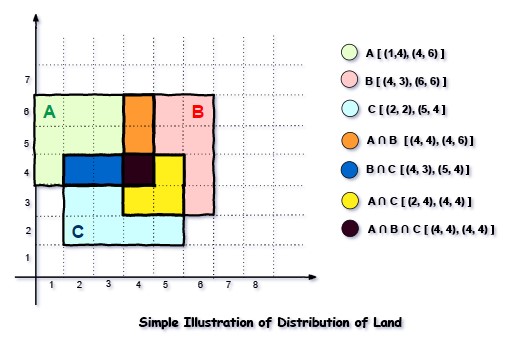 7
6
5
4
3
2
1
1 2 3 4 5 6 7 8
A
B
C
A [ (1,4), (4, 6) ]
B [ (4, 3), (6, 6) ]
C [ (2, 2), (5, 4 ]
A ∩ B [ (4, 4), (4, 6) ]
B ∩ C [ (4, 3), (5, 4) ]
A ∩ C [ (2, 4), (4, 4) ]
A ∩ B ∩ C [ (4, 4), (4, 4) ]
Simple Illustration of Distribution of Land